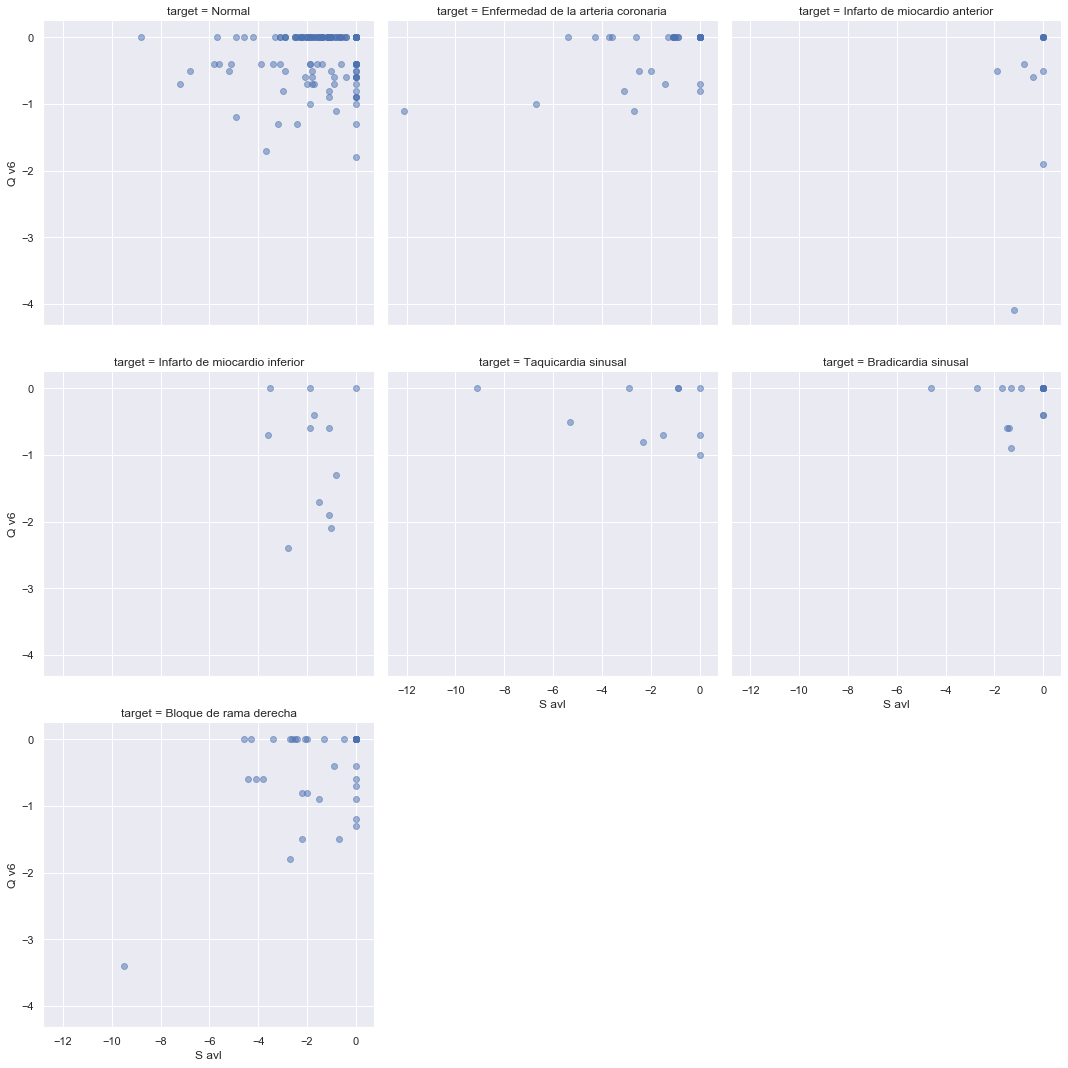 target = Normal
target = Enfermedad de la arteria coronaria
target = Infarto de miocardio anterior
0
−1
−2
−3
−4
Q v6
target = Infarto de miocardio inferior
target = Taquicardia sinusal
target = Bradicardia sinusal
0
−1
−2
−3
−4
Q v6
−12 −10 −8 −6 −4 −2 0
S avl
−12 −10 −8 −6 −4 −2 0
S avl
target = Bloque de rama derecha
0
−1
−2
−3
−4
Q v6
−12 −10 −8 −6 −4 −2 0
S avl